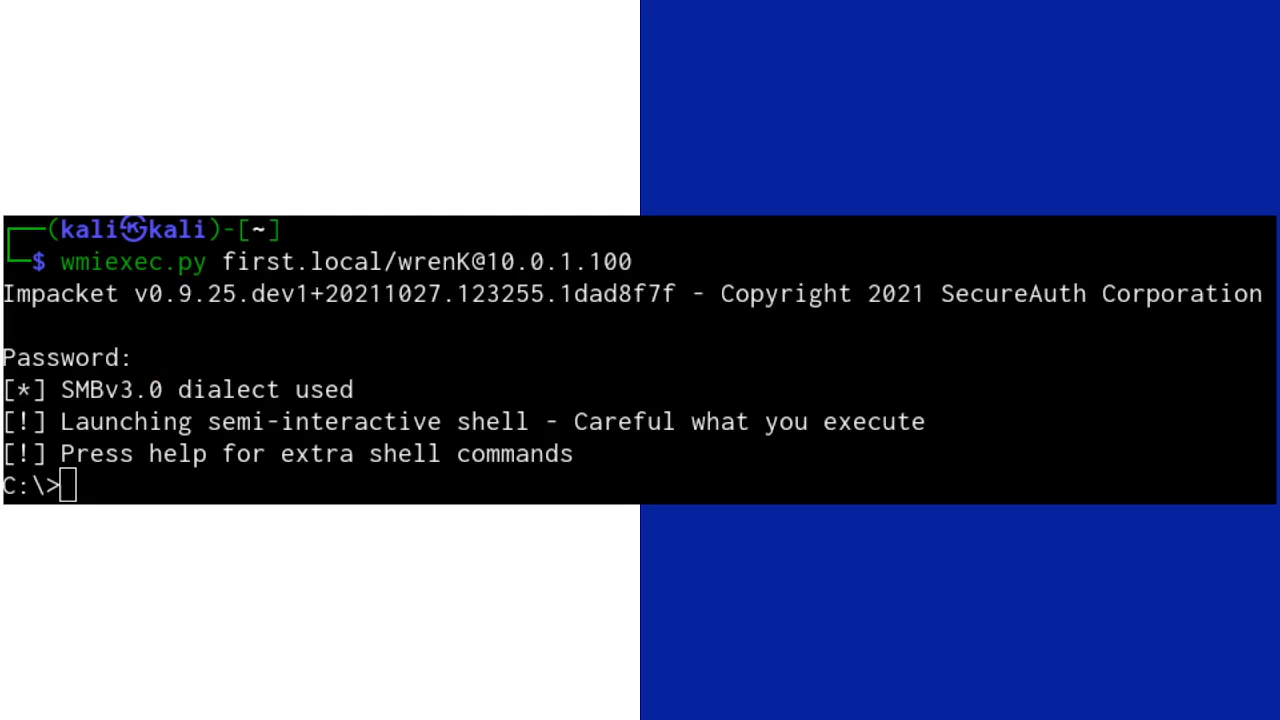 (kali㉿kali)-[~]
$ wmiexec.py first.local/wrenK@10.0.1.100
Impacket v0.9.25.dev1+20211027.123255.1dad8f7f - Copyright 2021 SecureAuth Corporation
Password:
[*] SMBv3.0 dialect used
[!] Launching semi-interactive shell - Careful what you execute
[!] Press help for extra shell commands
C:\>